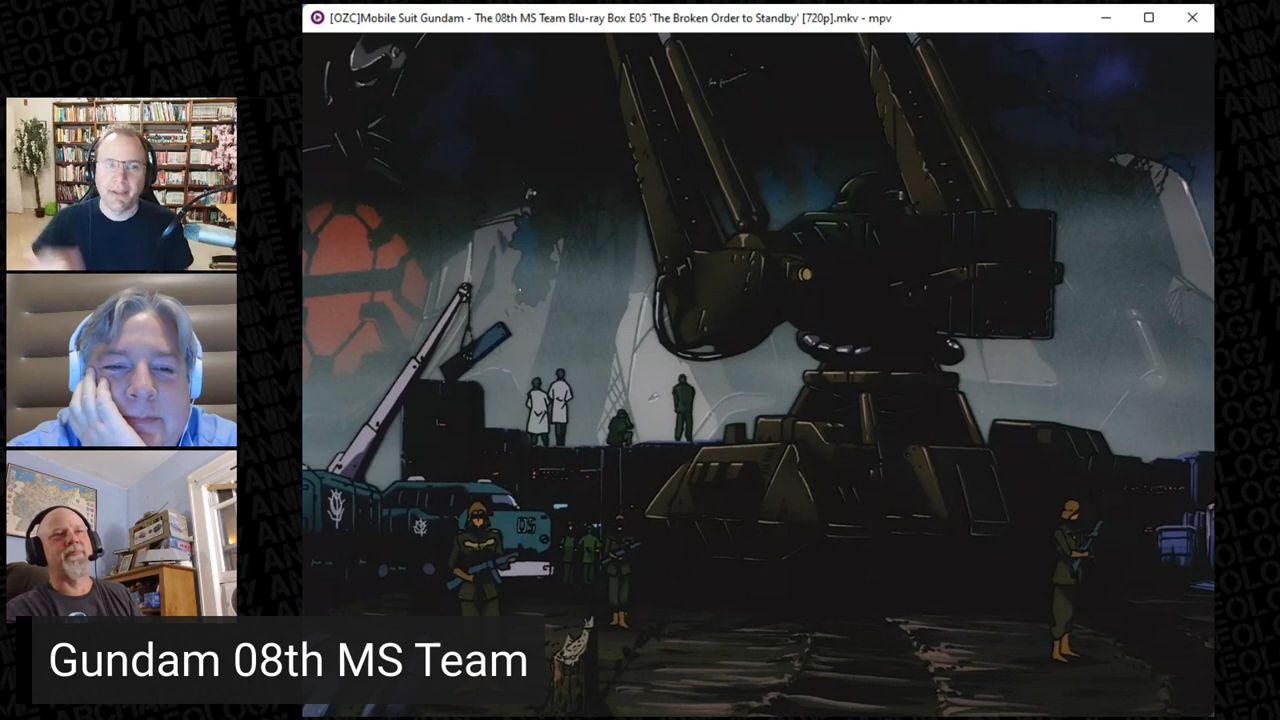 [OZC]Mobile Suit Gundam - The 08th MS Team Blu-ray Box E05 'The Broken Order to Standby' [720p].mkv - mpv
05
Gundam 08th MS Team